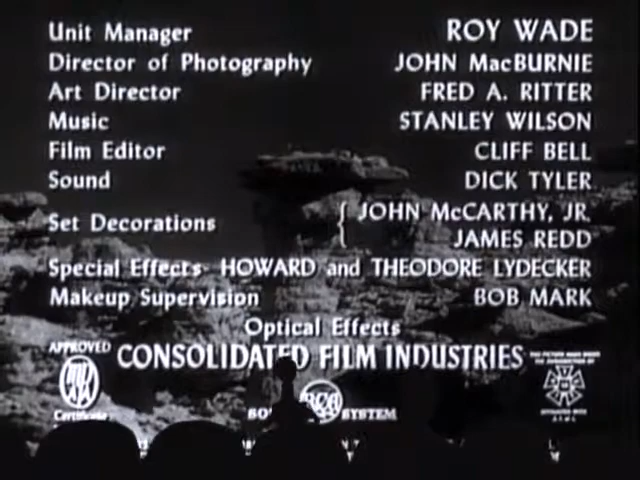 Unit Manager ROY WADE
Director of Photography JOHN MacBURNIE
Art Director FRED A. RITTER
Music STANLEY WILSON
Film Editor CLIFF BELL
Sound DICK TYLER
Set Decorations { JOHN McCARTHY, JR.
JAMES REDD
Special Effects- HOWARD and THEODORE LYDECKER
Makeup Supervision BOB MARK
Optical Effects
CONSOLIDATED FILM INDUSTRIES
APPROVED
Certificate
RCA
SYSTEM